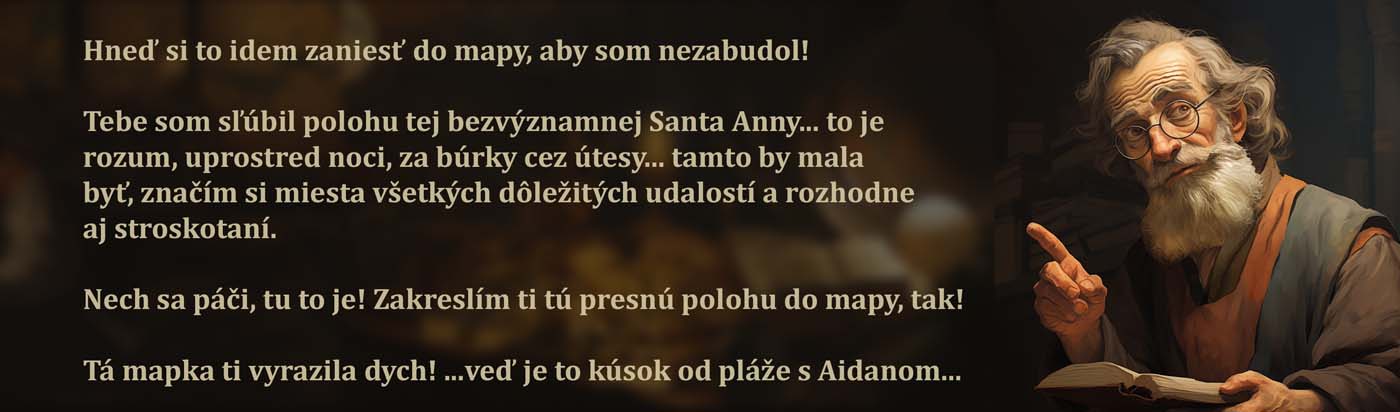 Hneď si to idem zaniesť do mapy, aby som nezabudol!
Tebe som sľúbil polohu tej bezvýznamnej Santa Anny... to je
rozum, uprostred noci, za búrky cez útesy... tamto by mala
byť, značím si miesta všetkých dôležitých udalostí a rozhodne
aj stroskotaní.
Nech sa páči, tu to je! Zakreslím ti tú presnú polohu do mapy, tak!
Tá mapka ti vyrazila dych! ...veď je to kúsok od pláže s Aidanom...